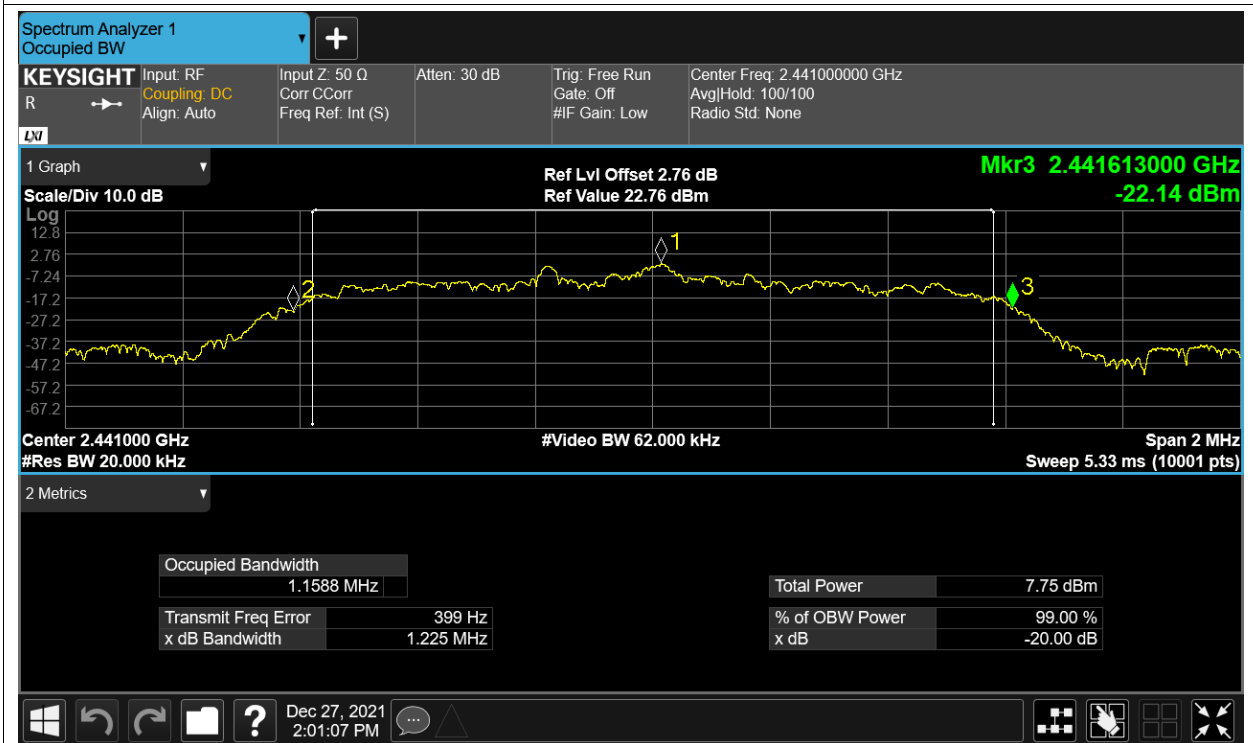 Spectrum Analyzer 1
Occupied BW
KEYSIGHT
R
LXI
Input: RF
Coupling: DC
Align: Auto
Input Z: 50 Ω
Corr CCorr
Freq Ref: Int (S)
Atten: 30 dB
Trig: Free Run
Gate: Off
#IF Gain: Low
Center Freq: 2.441000000 GHz
Avg|Hold: 100/100
Radio Std: None
1 Graph
Scale/Div 10.0 dB
Ref Lvl Offset 2.76 dB
Ref Value 22.76 dBm
Mkr3 2.441613000 GHz
-22.14 dBm
Log
12.8
2.76
-7.24
-17.2
-27.2
-37.2
-47.2
-57.2
-67.2
1
2
3
Center 2.441000 GHz
#Video BW 62.000 kHz
Span 2 MHz
#Res BW 20.000 kHz
Sweep 5.33 ms (10001 pts)
2 Metrics
Occupied Bandwidth
1.1588 MHz
Total Power 7.75 dBm
Transmit Freq Error 399 Hz
% of OBW Power 99.00 %
x dB Bandwidth 1.225 MHz
x dB -20.00 dB
?
Dec 27, 2021
2:01:07 PM